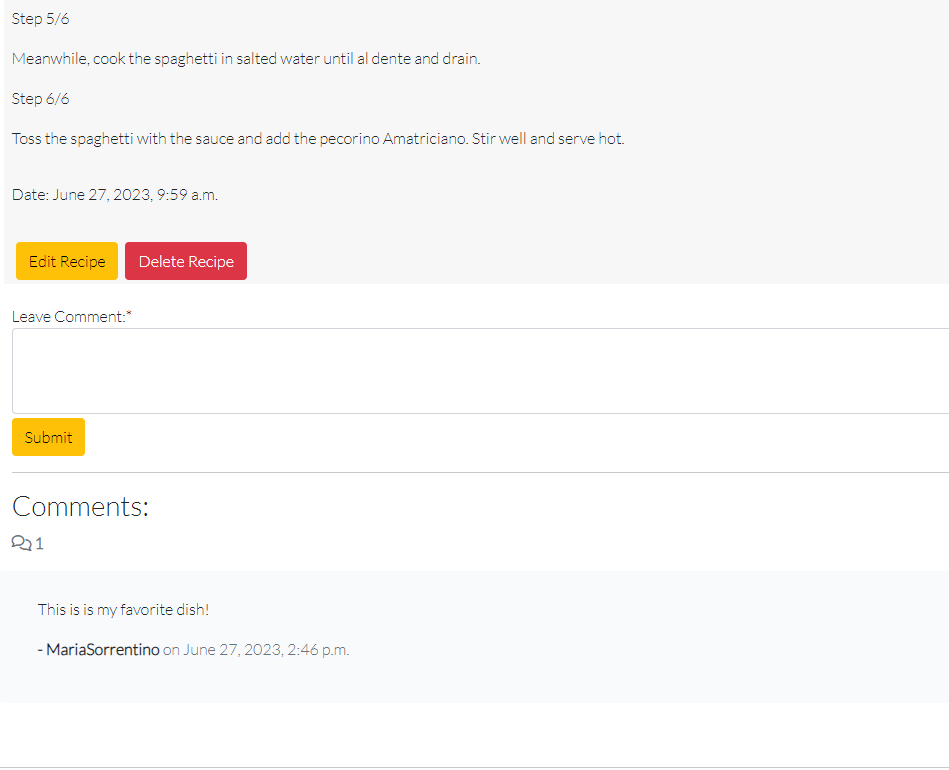 Step 5/6
Meanwhile, cook the spaghetti in salted water until al dente and drain.
Step 6/6
Toss the spaghetti with the sauce and add the pecorino Amatriciano. Stir well and serve hot.
Date: June 27, 2023, 9:59 a.m.
Edit Recipe Delete Recipe
Leave Comment:*
Submit
Comments:
1
This is is my favorite dish!
- MariaSorrentino on June 27, 2023, 2:46 p.m.